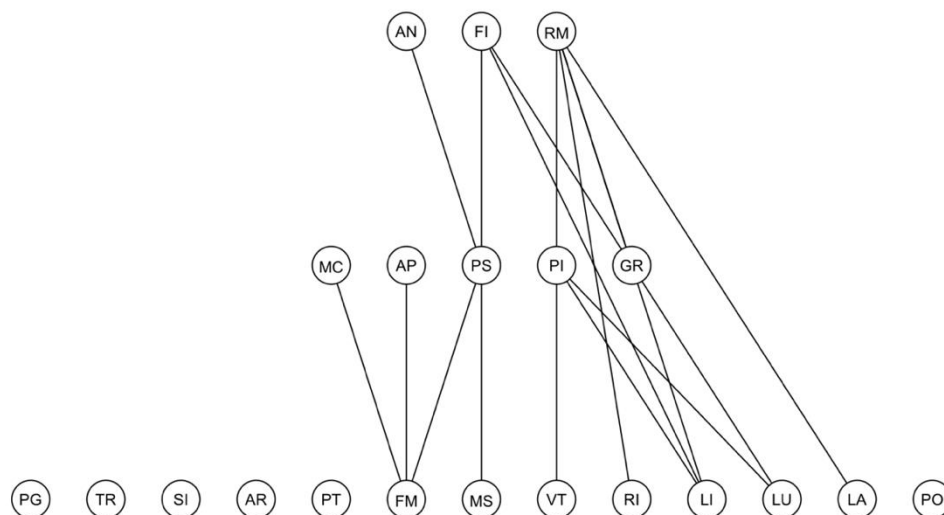 AN FI RM
MC AP PS PI GR
PG TR SI AR PT FM MS VT RI LI LU LA PO